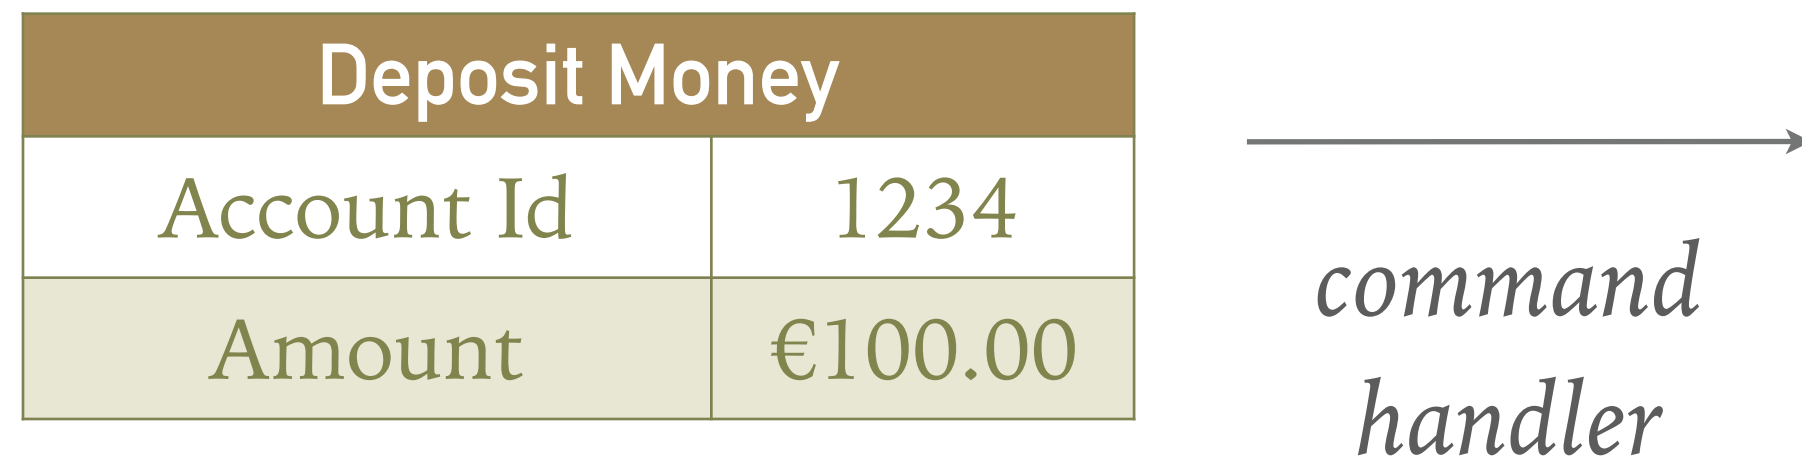 Deposit Money
Account Id 1234
Amount €100.00
command
handler